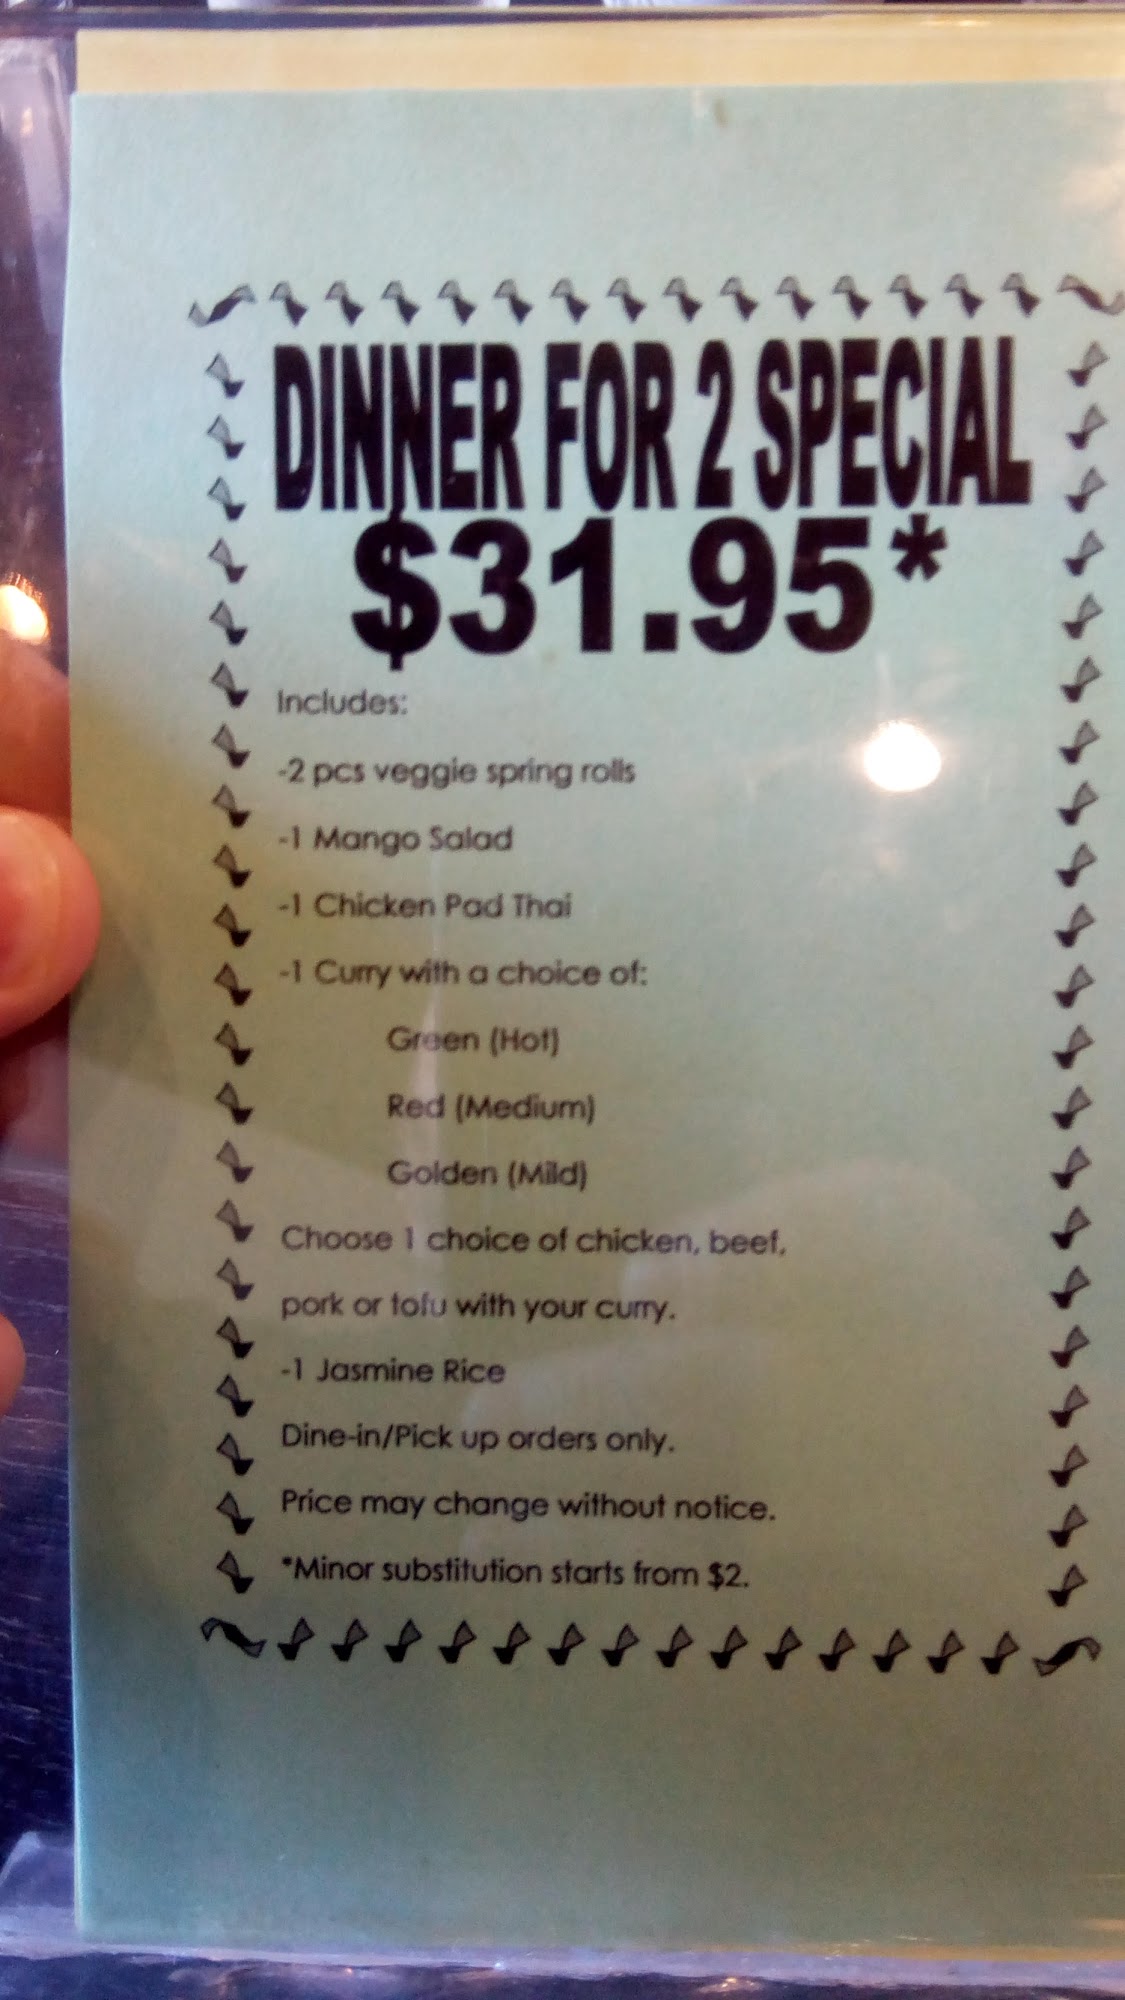 DINNER FOR 2 SPECIAL
$31.95*
Includes:
-2 pcs veggie spring rolls
-1 Mango Salad
-1 Chicken Pad Thai
-1 Curry with a choice of:
Green (Hot)
Red (Medium)
Golden (Mild)
Choose 1 choice of chicken, beef,
pork or tofu with your curry.
-1 Jasmine Rice
Dine-in/Pick up orders only.
Price may change without notice.
*Minor substitution starts from $2.